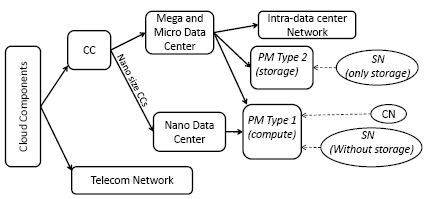 Cloud Components
CC
Nano size CCs
Mega and
Micro Data
Center
Nano Data
Center
Telecom Network
Intra-data center
Network
PM Type 2
(storage)
PM Type 1
(compute)
SN
(only storage)
CN
SN
(Without storage)